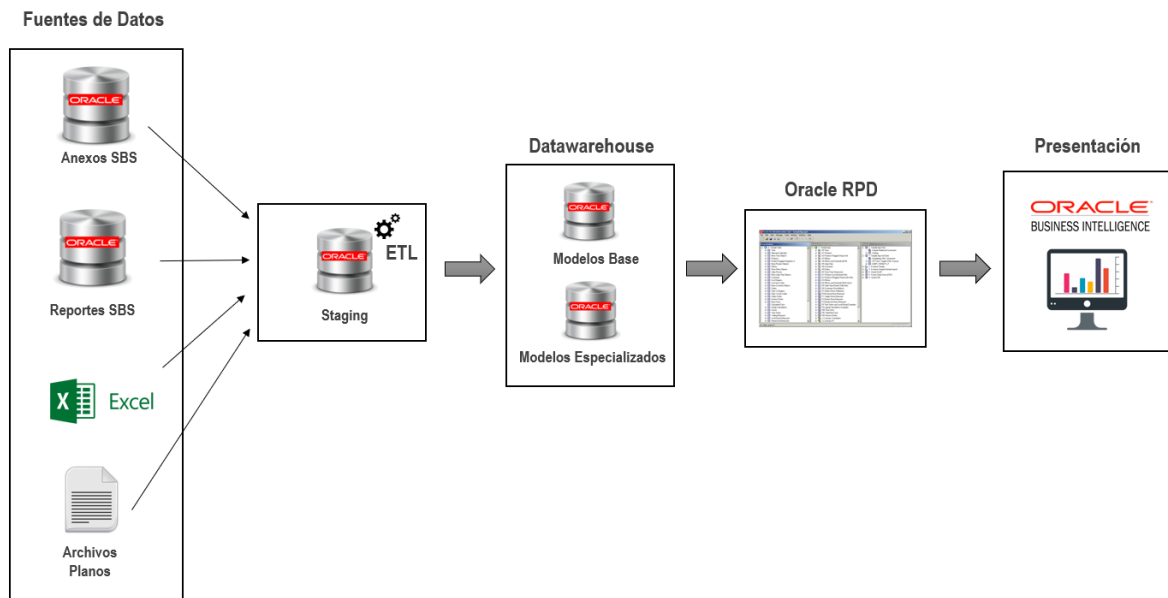 Fuentes de Datos
ORACLE
Anexos SBS
ORACLE
Reportes SBS
X
Excel
Archivos
Planos
ETL
ORACLE
Staging
Datawarehouse
ORACLE
Modelos Base
ORACLE
Modelos Especializados
Oracle RPD
Presentación
ORACLE
BUSINESS INTELLIGENCE